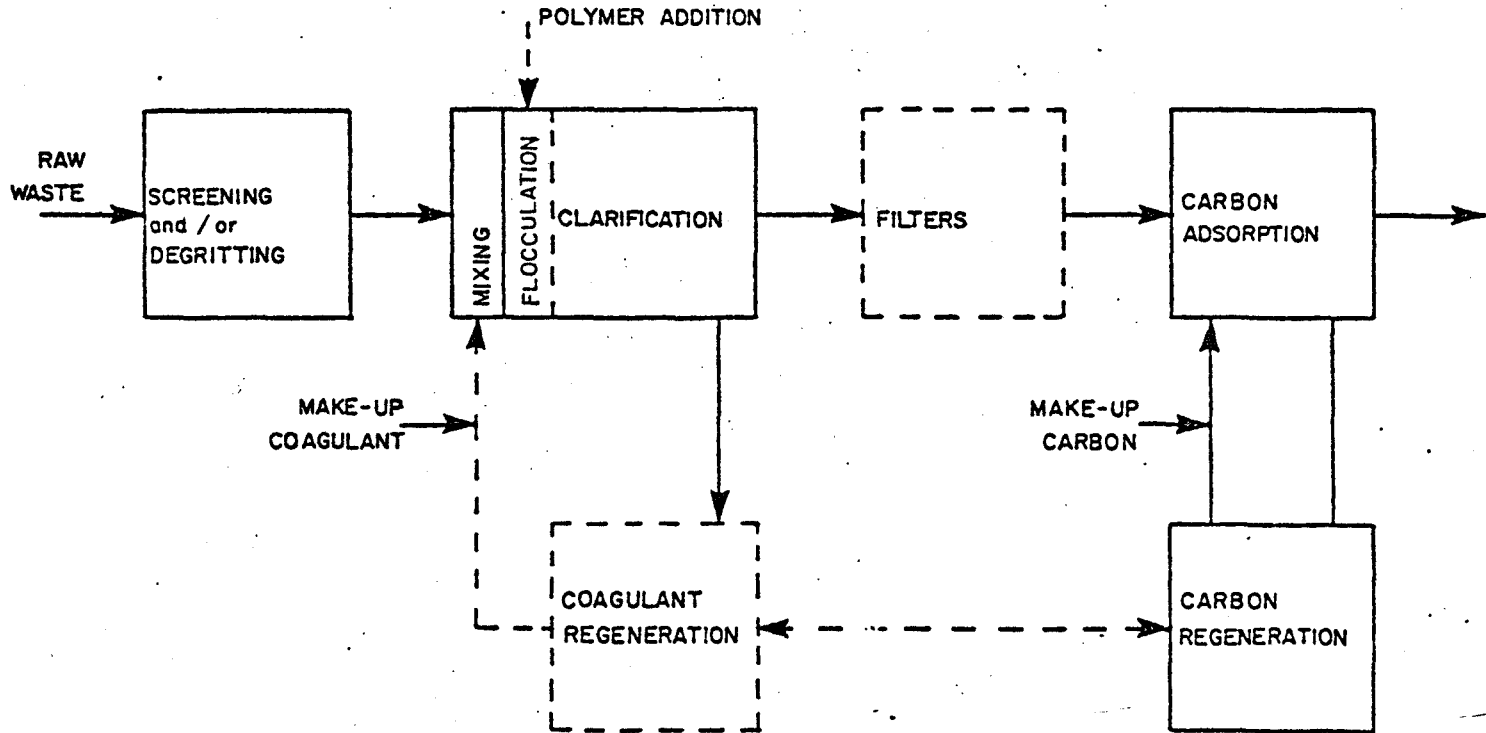 POLYMER ADDITION
RAW
WASTE
SCREENING
and / or
DEGRITTING
MIXING
FLOCCULATION
CLARIFICATION
FILTERS
CARBON
ADSORPTION
MAKE-UP
COAGULANT
MAKE-UP
CARBON
COAGULANT
REGENERATION
CARBON
REGENERATION